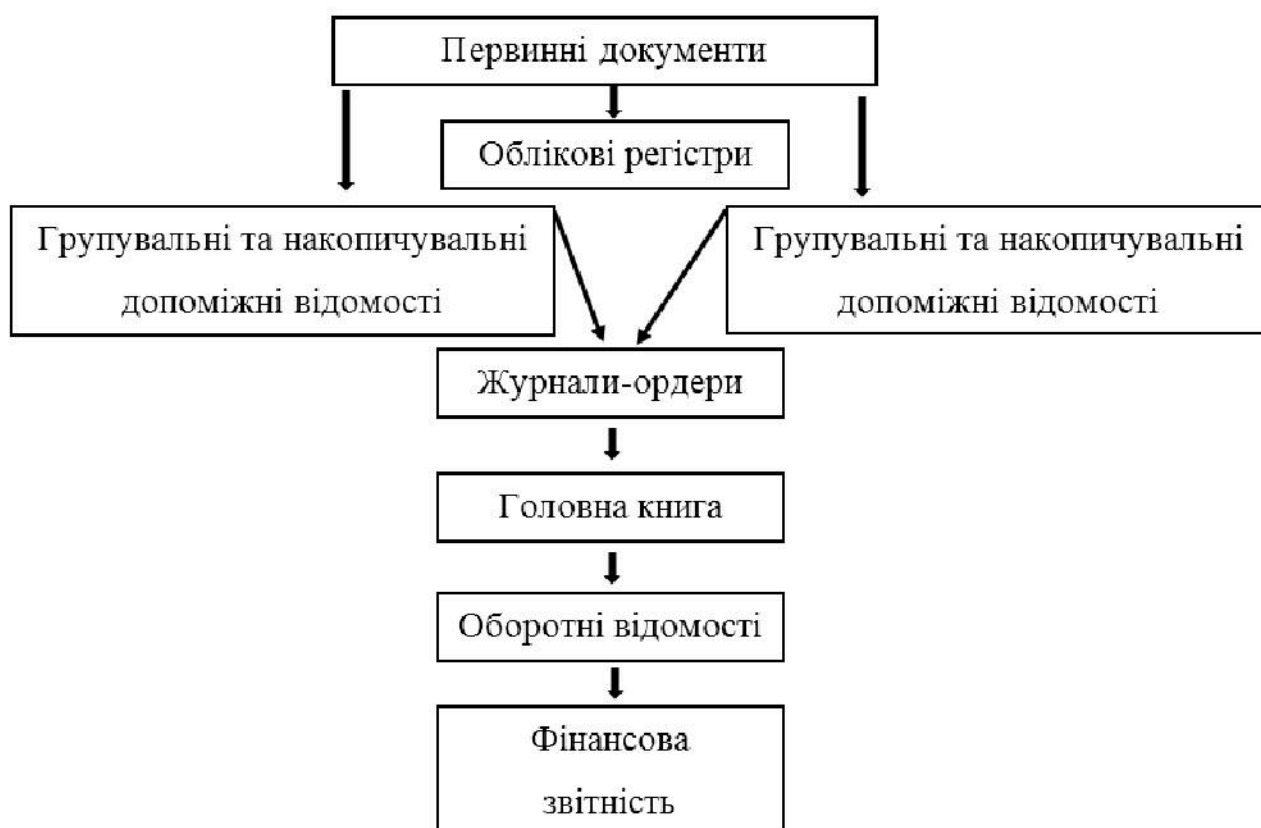 Первинні документи
Облікові регістри
Групувальні та накопичувальні
допоміжні відомості
Групувальні та накопичувальні
допоміжні відомості
Журнали-ордери
Головна книга
Оборотні відомості
Фінансова
звітність